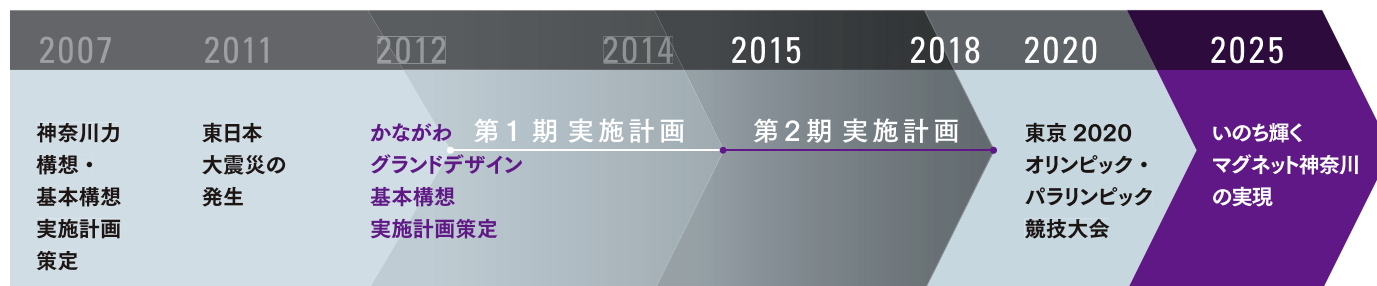 2007
2011
2012
2014
2015
2018
2020
2025
神奈川力
構想・
基本構想
実施計画
策定
東日本
大震災の
発生
かながわ
グランドデザイン
基本構想
実施計画策定
第1期 実施計画
第2期 実施計画
東京 2020
オリンピック・
パラリンピック
競技大会
いのち輝く
マグネット神奈川
の実現